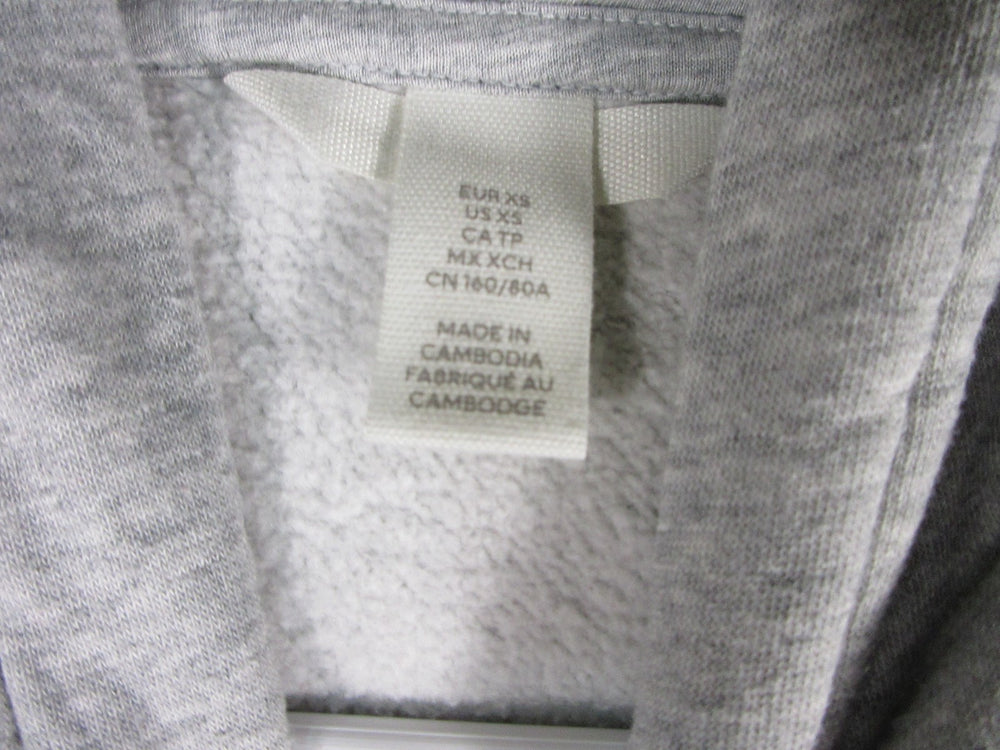 EUR XS
US XS
CA TP
MX XCH
CN 160/80A
MADE IN
CAMBODIA
FABRIQUÉ AU
CAMBODGE